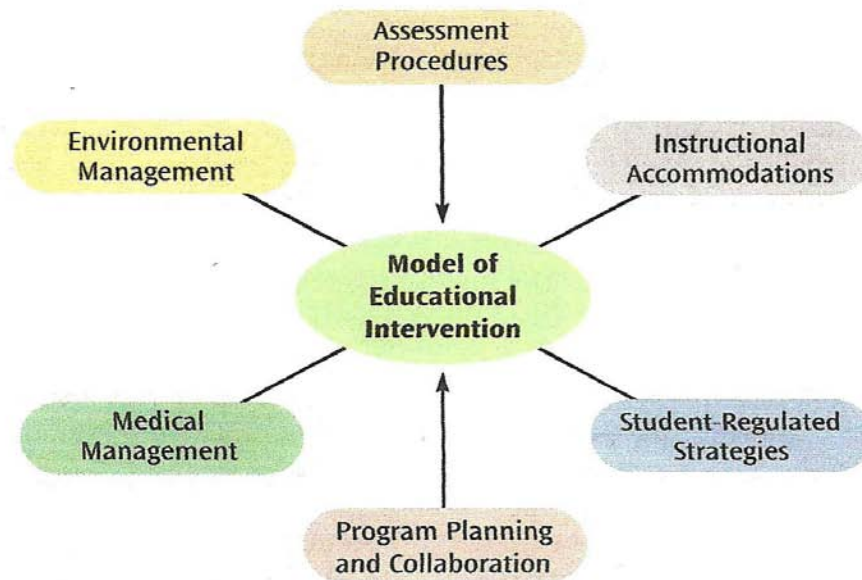 Assessment
Procedures
Environmental
Management
Instructional
Accommodations
Model of
Educational
Intervention
Medical
Management
Student-Regulated
Strategies
Program Planning
and Collaboration